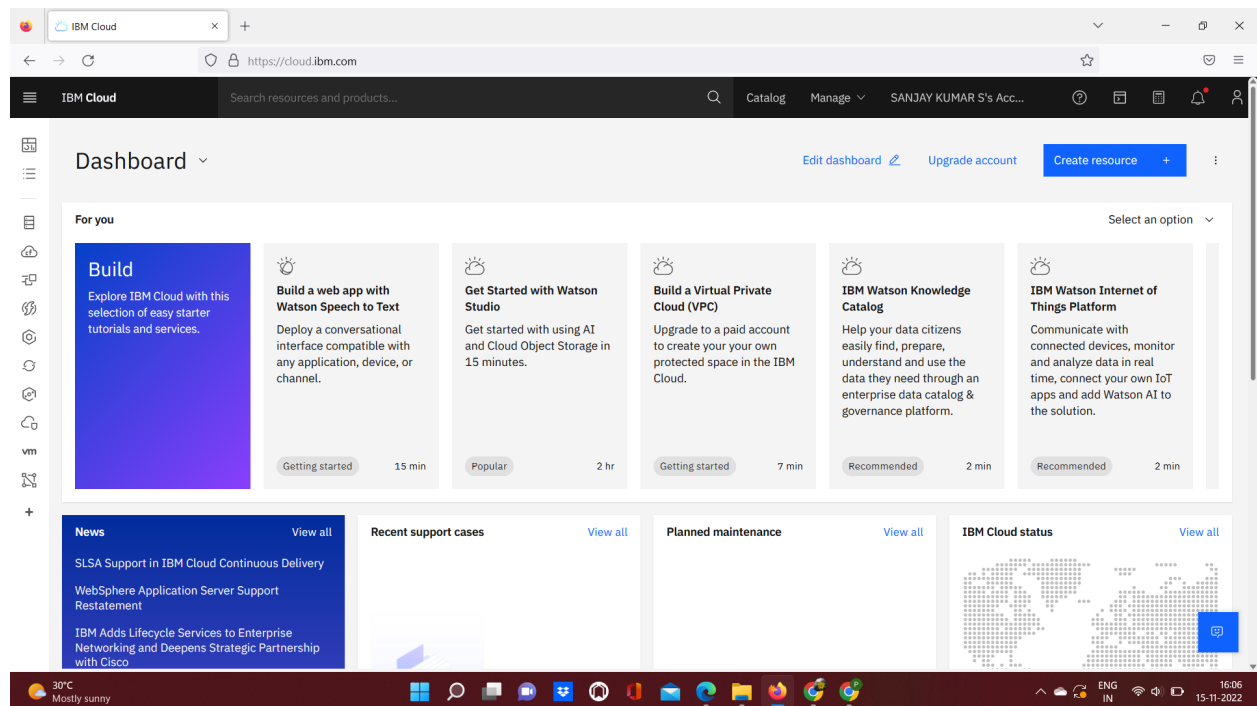 IBM Cloud
https://cloud.ibm.com
IBM Cloud
Search resources and products...
Catalog
Manage
SANJAY KUMAR S's Acc...
Dashboard
Edit dashboard
Upgrade account
Create resource +
For you
Select an option
Build
Explore IBM Cloud with this
selection of easy starter
tutorials and services.
Build a web app with
Watson Speech to Text
Deploy a conversational
interface compatible with
any application, device, or
channel.
Getting started 15 min
Get Started with Watson
Studio
Get started with using AI
and Cloud Object Storage in
15 minutes.
Popular 2 hr
Build a Virtual Private
Cloud (VPC)
Upgrade to a paid account
to create your your own
protected space in the IBM
Cloud.
Getting started 7 min
IBM Watson Knowledge
Catalog
Help your data citizens
easily find, prepare,
understand and use the
data they need through an
enterprise data catalog &
governance platform.
Recommended 2 min
IBM Watson Internet of
Things Platform
Communicate with
connected devices, monitor
and analyze data in real
time, connect your own IoT
apps and add Watson AI to
the solution.
Recommended 2 min
vm
News View all
SLSA Support in IBM Cloud Continuous Delivery
WebSphere Application Server Support
Restatement
IBM Adds Lifecycle Services to Enterprise
Networking and Deepens Strategic Partnership
with Cisco
Recent support cases View all
Planned maintenance View all
IBM Cloud status View all
30°C
Mostly sunny
ENG
IN
16:06
15-11-2022